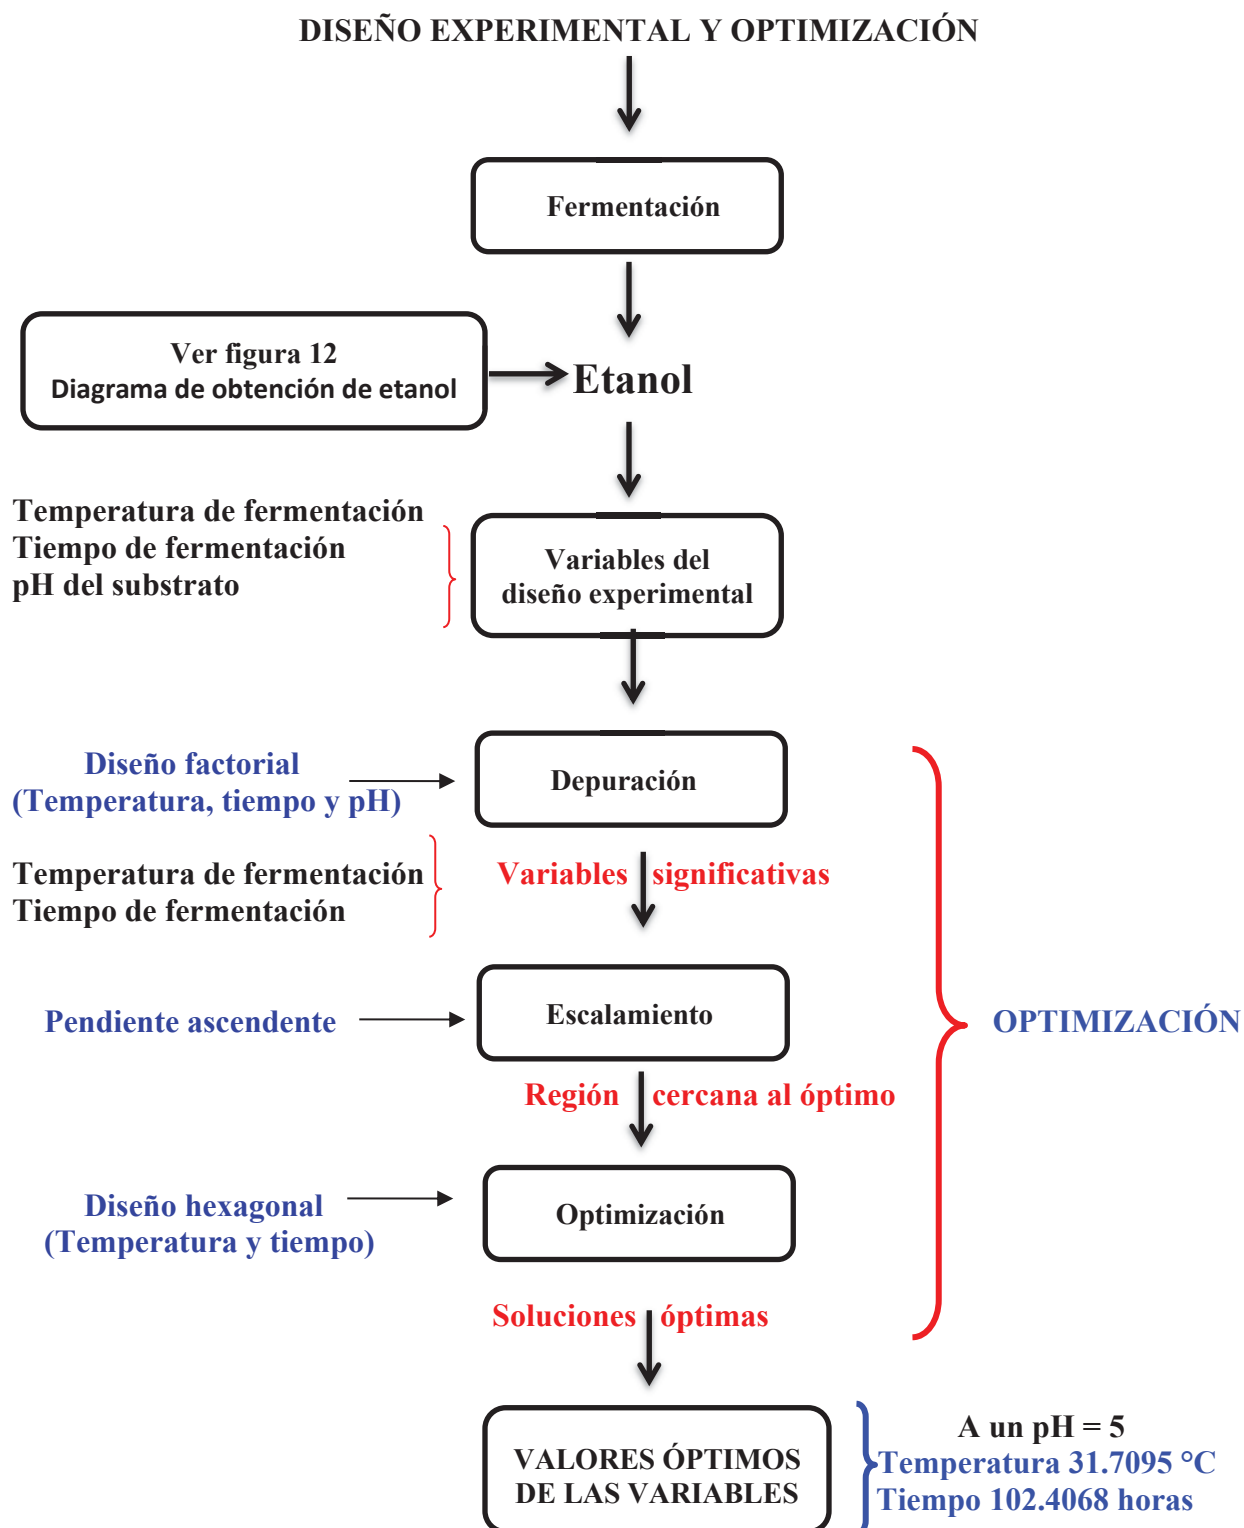 DISEÑO EXPERIMENTAL Y OPTIMIZACIÓN
Fermentación
Ver figura 12
Diagrama de obtención de etanol
Etanol
Temperatura de fermentación
Tiempo de fermentación
pH del substrato
Variables del
diseño experimental
Diseño factorial
(Temperatura, tiempo y pH)
Depuración
Temperatura de fermentación
Tiempo de fermentación
Variables significativas
Pendiente ascendente
Escalamiento
OPTIMIZACIÓN
Región cercana al óptimo
Diseño hexagonal
(Temperatura y tiempo)
Optimización
Soluciones óptimas
VALORES ÓPTIMOS
DE LAS VARIABLES
A un pH = 5
Temperatura 31.7095 °C
Tiempo 102.4068 horas